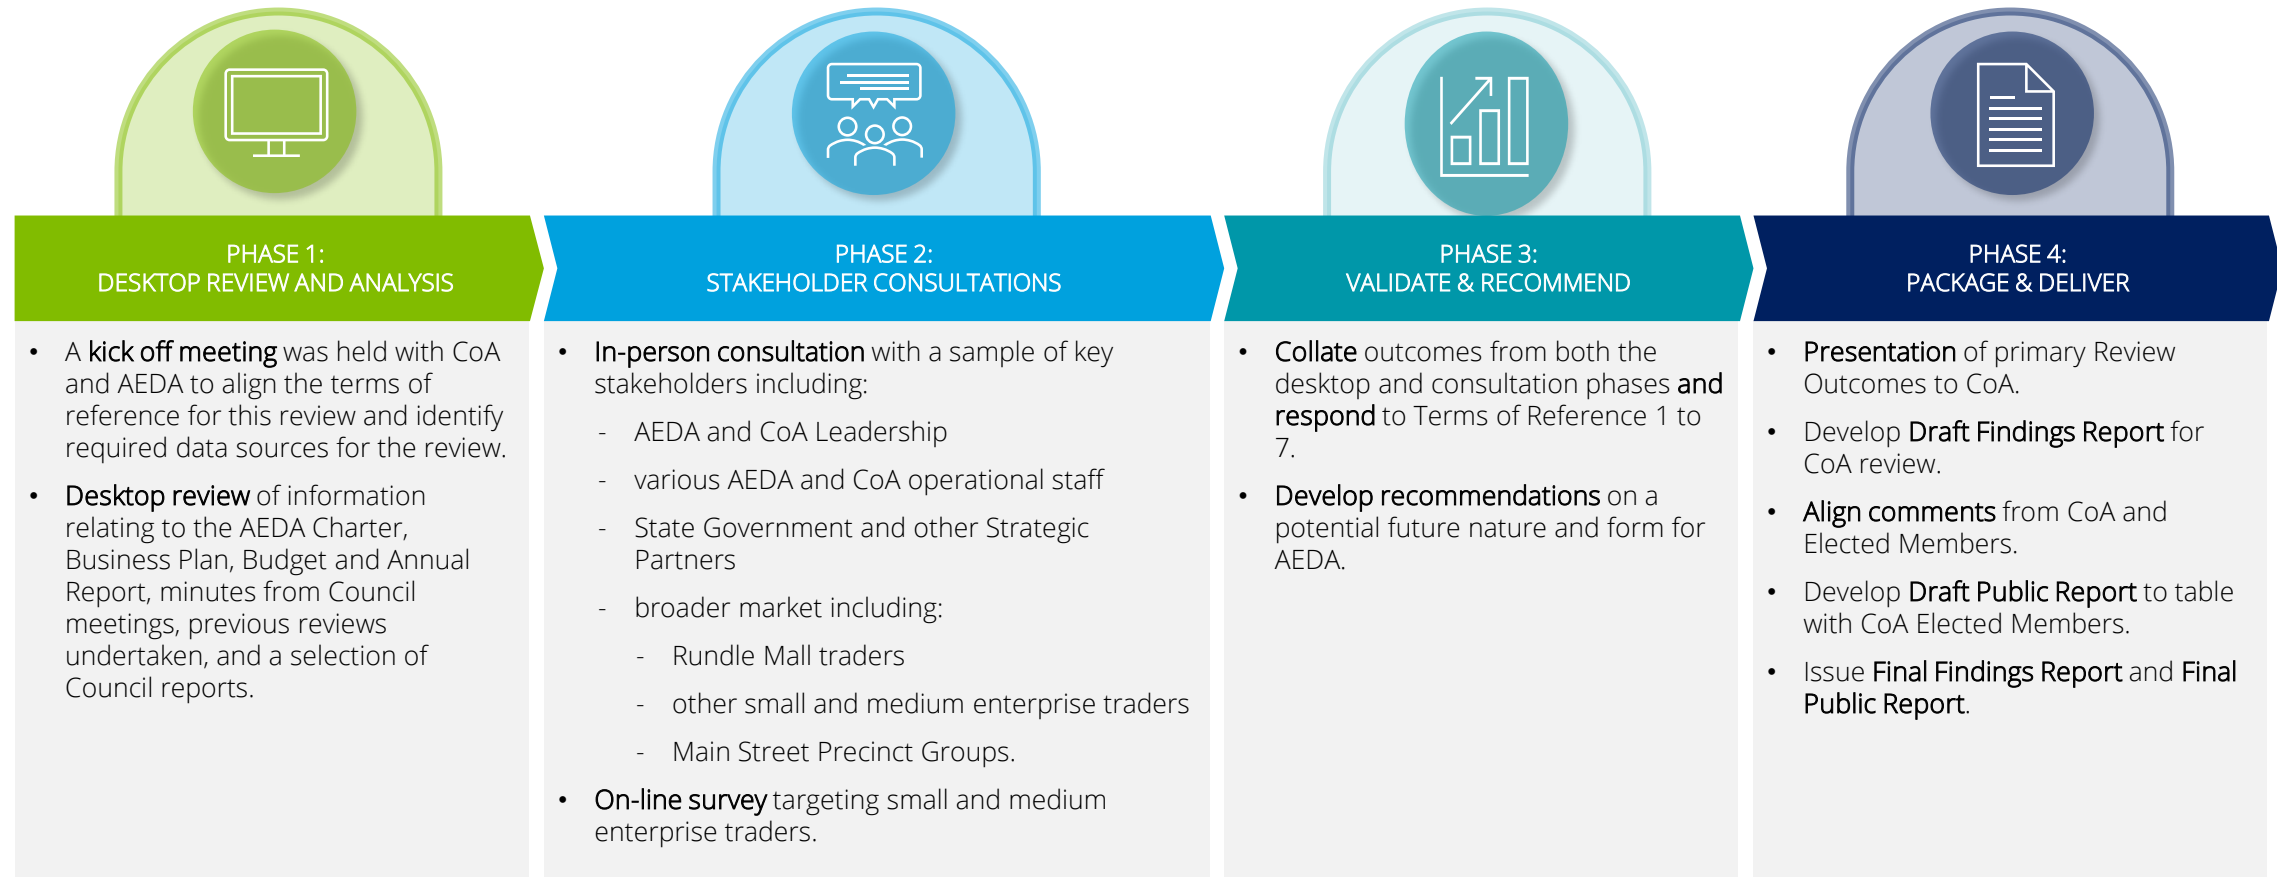 PHASE 1:
DESKTOP REVIEW AND ANALYSIS
• A kick off meeting was held with CoA
and AEDA to align the terms of
reference for this review and identify
required data sources for the review.
• Desktop review of information
relating to the AEDA Charter,
Business Plan, Budget and Annual
Report, minutes from Council
meetings, previous reviews
undertaken, and a selection of
Council reports.
PHASE 2:
STAKEHOLDER CONSULTATIONS
• In-person consultation with a sample of key
stakeholders including:
- AEDA and CoA Leadership
- various AEDA and CoA operational staff
- State Government and other Strategic
Partners
- broader market including:
- Rundle Mall traders
- other small and medium enterprise traders
- Main Street Precinct Groups.
• On-line survey targeting small and medium
enterprise traders.
PHASE 3:
VALIDATE & RECOMMEND
• Collate outcomes from both the
desktop and consultation phases and
respond to Terms of Reference 1 to
7.
• Develop recommendations on a
potential future nature and form for
AEDA.
PHASE 4:
PACKAGE & DELIVER
• Presentation of primary Review
Outcomes to CoA.
• Develop Draft Findings Report for
CoA review.
• Align comments from CoA and
Elected Members.
• Develop Draft Public Report to table
with CoA Elected Members.
• Issue Final Findings Report and Final
Public Report.